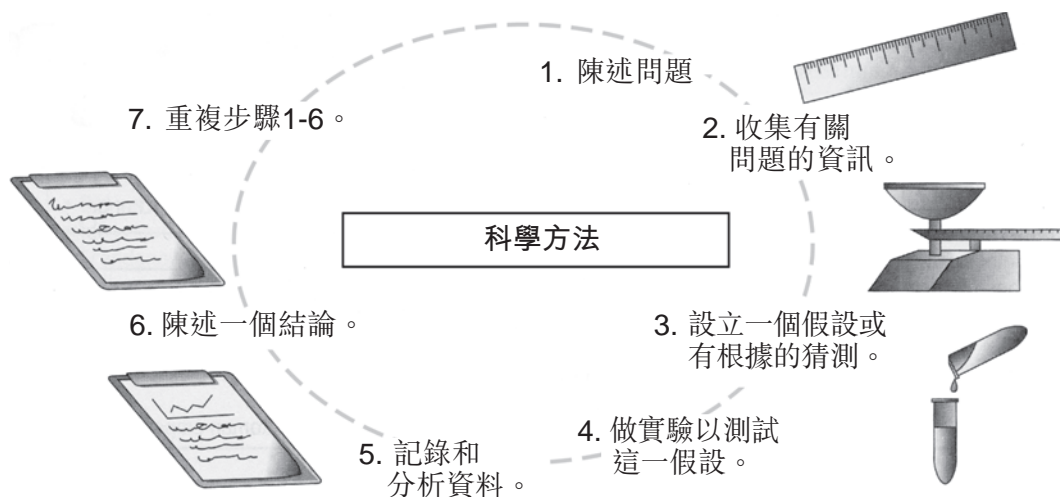 科學方法
1. 陳述問題
2. 收集有關
問題的資訊。
3. 設立一個假設或
有根據的猜測。
4. 做實驗以測試
這一假設。
5. 記錄和
分析資料。
6. 陳述一個結論。
7. 重複步驟1-6。